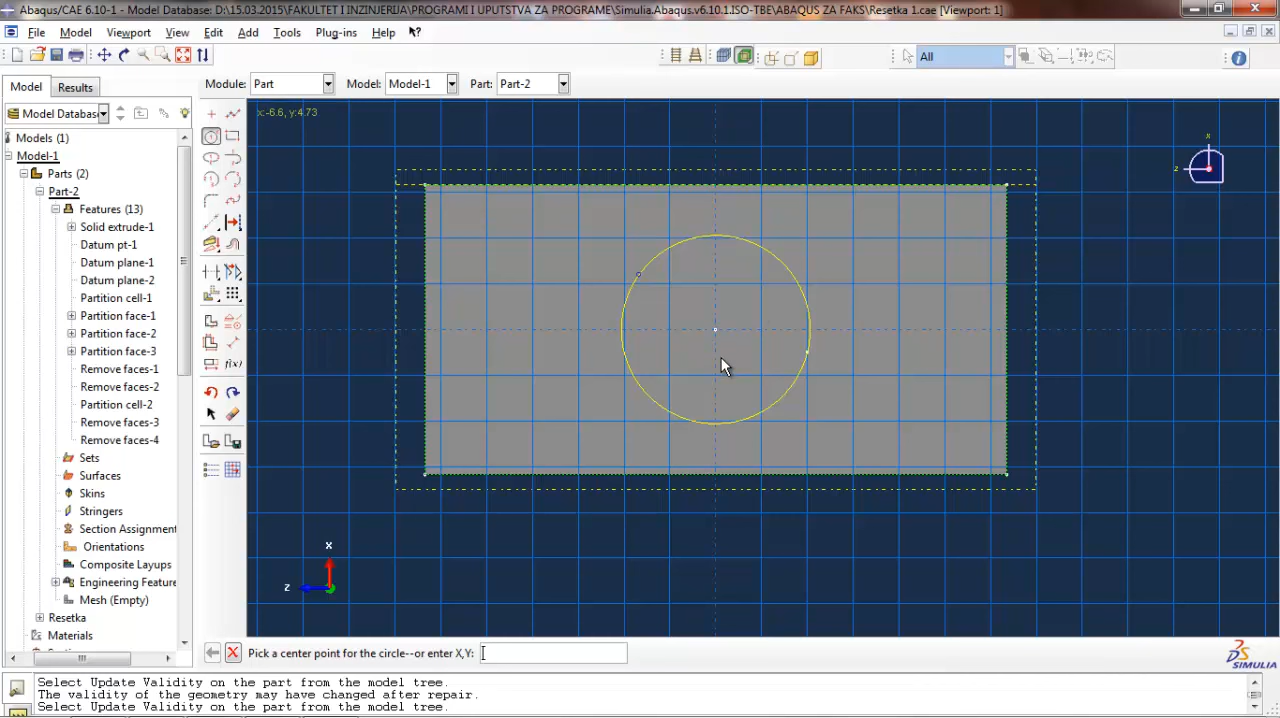 Abaqus/CAE 6.10-1 - Model Database: D:\15.03.2015\FAKULTET I INZINJERIJA\PROGRAMI I UPUTSTVA ZA PROGRAME\Simulia.Abaqus.v6.10.1.ISO-TBE\ABAQUS ZA FAKS\Resetka 1.cae [Viewport: 1]
File Model Viewport View Edit Add Tools Plug-ins Help
All
Model Results Module: Part Model: Model-1 Part: Part-2
Model Databas
x:-6.6, y:4.73
Models (1)
Model-1
Parts (2)
Part-2
Features (13)
Solid extrude-1
Datum pt-1
Datum plane-1
Datum plane-2
Partition cell-1
Partition face-1
Partition face-2
Partition face-3
Remove faces-1
Remove faces-2
Partition cell-2
Remove faces-3
Remove faces-4
Sets
Surfaces
Skins
Stringers
Section Assignment
Orientations
Composite Layups
Engineering Feature
Mesh (Empty)
Resetka
Materials
f(x)
X
Z
Pick a center point for the circle--or enter X,Y:
SIMULIA
Select Update Validity on the part from the model tree.
The validity of the geometry may have changed after repair.
Select Update Validity on the part from the model tree.